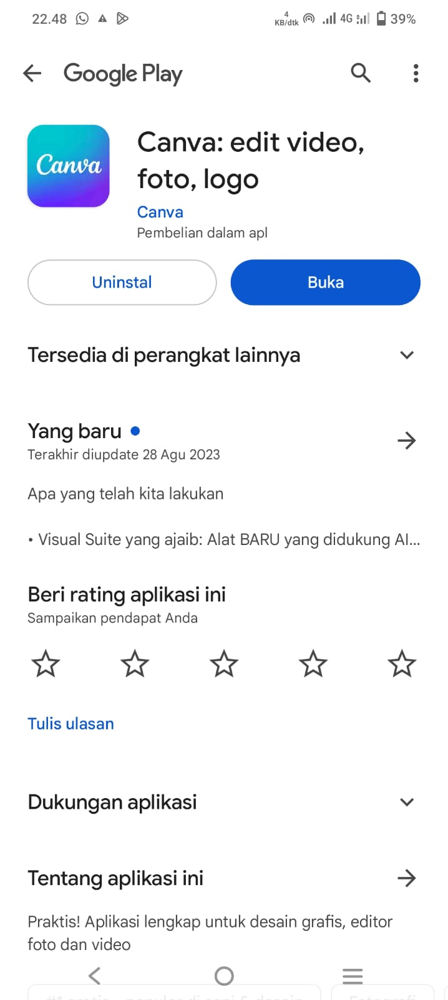 22.48
4
KB/dtk
4G
39%
Google Play
Canva
Canva: edit video,
foto, logo
Canva
Pembelian dalam apl
Uninstal
Buka
Tersedia di perangkat lainnya
Yang baru
Terakhir diupdate 28 Agu 2023
Apa yang telah kita lakukan
• Visual Suite yang ajaib: Alat BARU yang didukung AI...
Beri rating aplikasi ini
Sampaikan pendapat Anda
Tulis ulasan
Dukungan aplikasi
Tentang aplikasi ini
Praktis! Aplikasi lengkap untuk desain grafis, editor
foto dan video